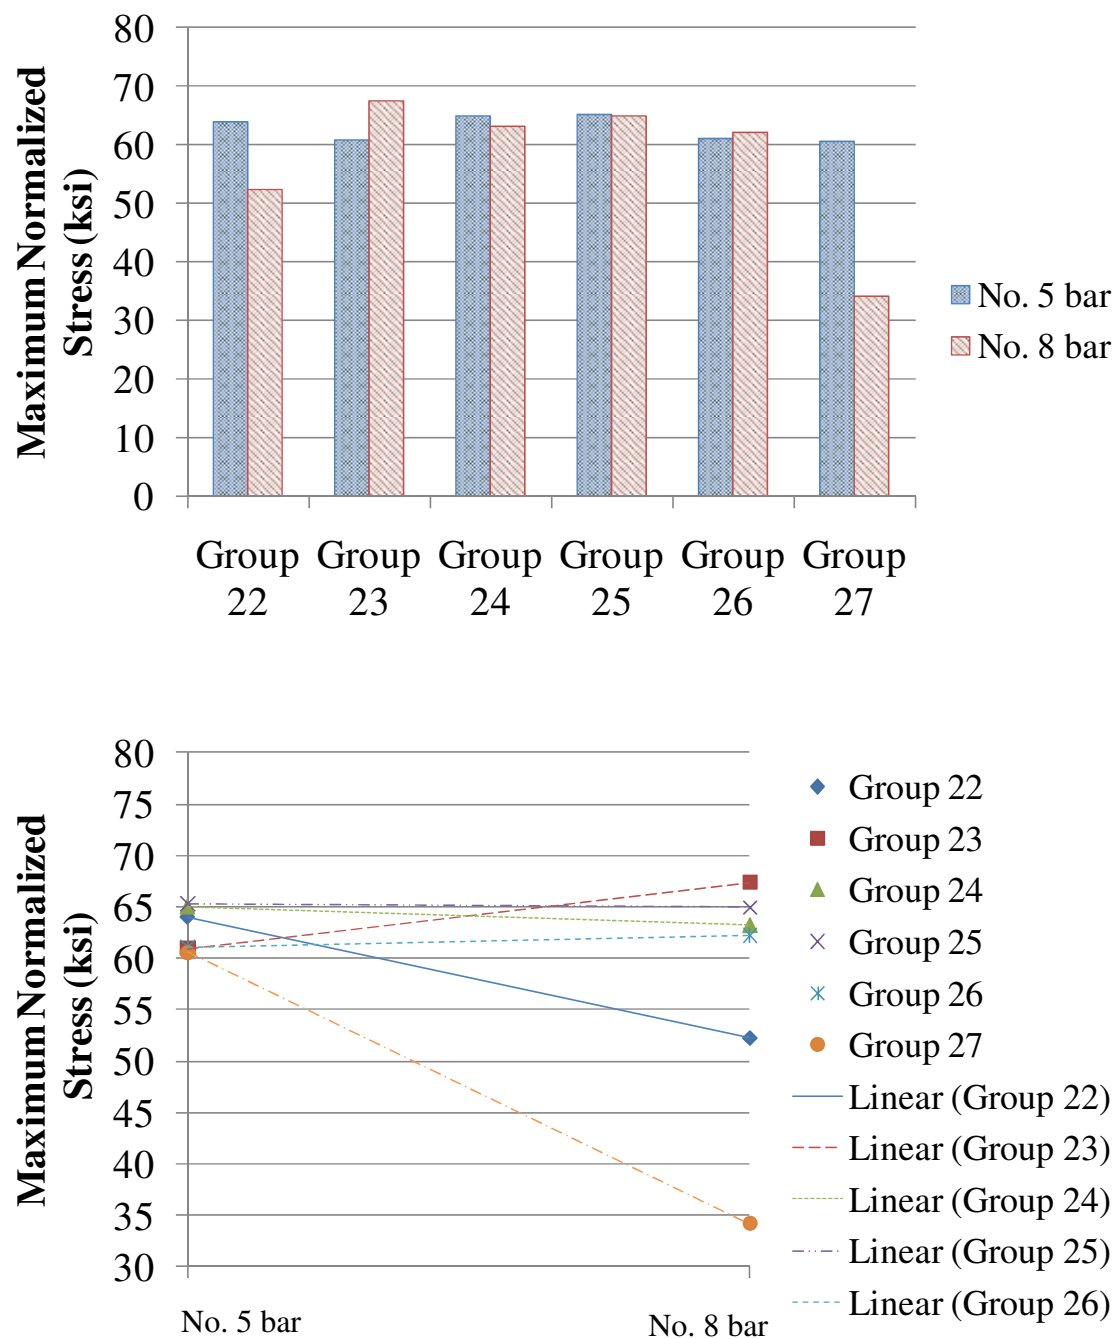 80
70
60
50
40
30
20
10
0
Maximum Normalized
Stress (ksi)
No. 5 bar
No. 8 bar
Group Group Group Group Group Group
22 23 24 25 26 27
80
75
70
65
60
55
50
45
40
35
30
Maximum Normalized
Stress (ksi)
No. 5 bar
No. 8 bar
Group 22
Group 23
Group 24
Group 25
Group 26
Group 27
Linear (Group 22)
Linear (Group 23)
Linear (Group 24)
Linear (Group 25)
Linear (Group 26)